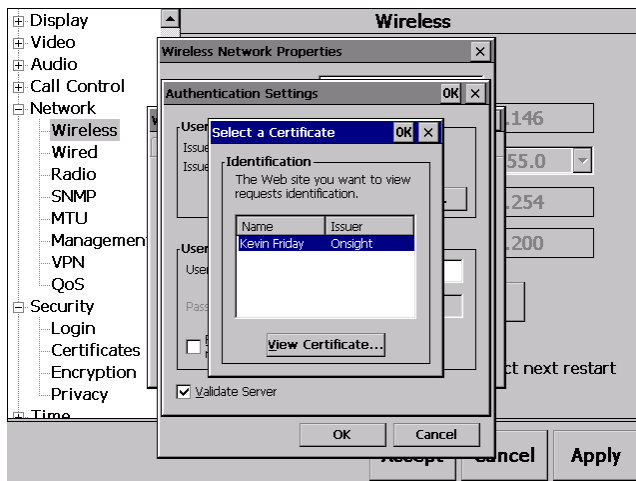 Display
Video
Audio
Call Control
Network
Wireless
Wired
Radio
SNMP
MTU
Managemen
VPN
QoS
Security
Login
Certificates
Encryption
Privacy
Time
Wireless
Wireless Network Properties
Authentication Settings OK
User
Issue
Issue
Select a Certificate OK
Identification
The Web site you want to view
requests identification.
Name Issuer
Kevin Friday Onsight
View Certificate...
User
User
Pass
Validate Server
OK Cancel
.146
55.0
.254
.200
ct next restart
Accept Cancel Apply